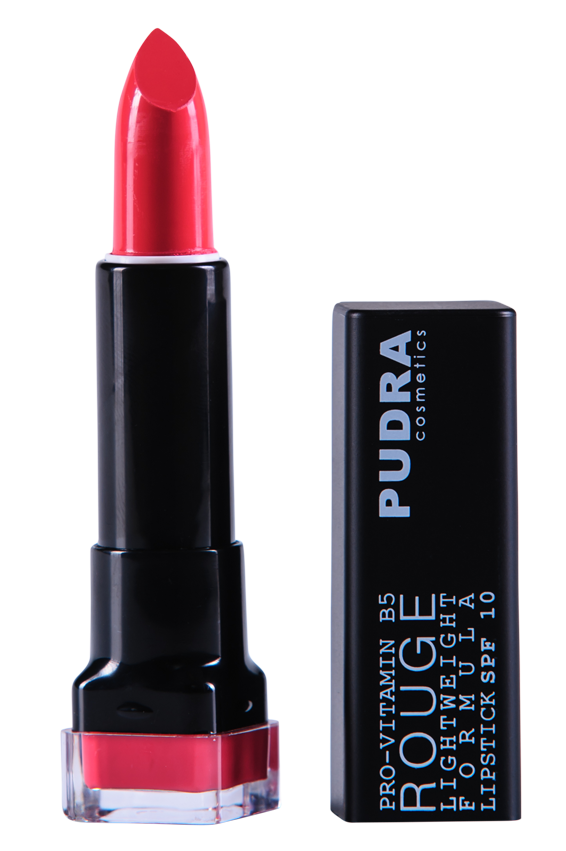 PUDRA
cosmetics
PRO-VITAMIN B5
ROUGE
LIGHTWEIGHT
FORMULA
LIPSTICK SPF 10